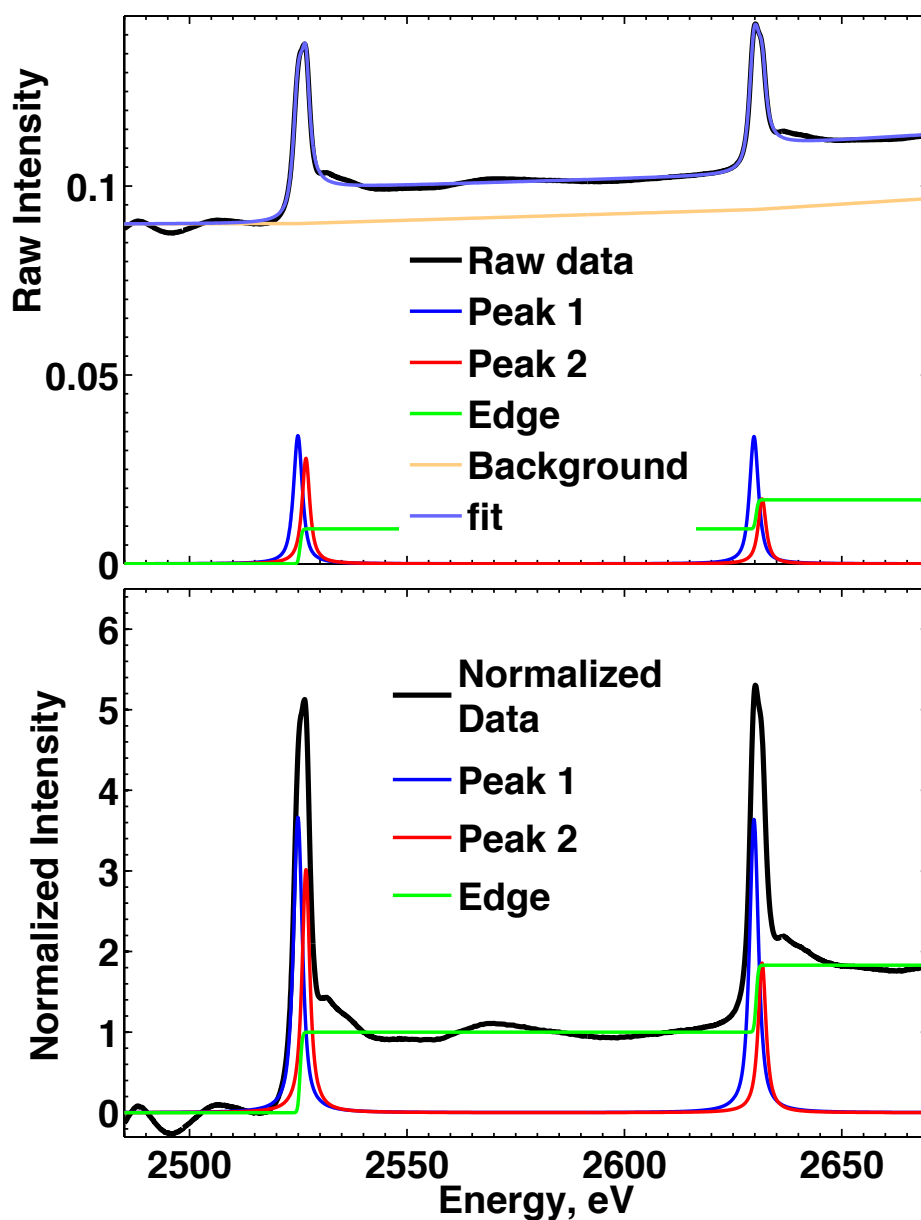 Raw Intensity
0.1
0.05
0
Raw data
Peak 1
Peak 2
Edge
Background
fit
Normalized Intensity
6
5
4
3
2
1
0
Normalized
Data
Peak 1
Peak 2
Edge
2500
2550
2600
2650
Energy, eV